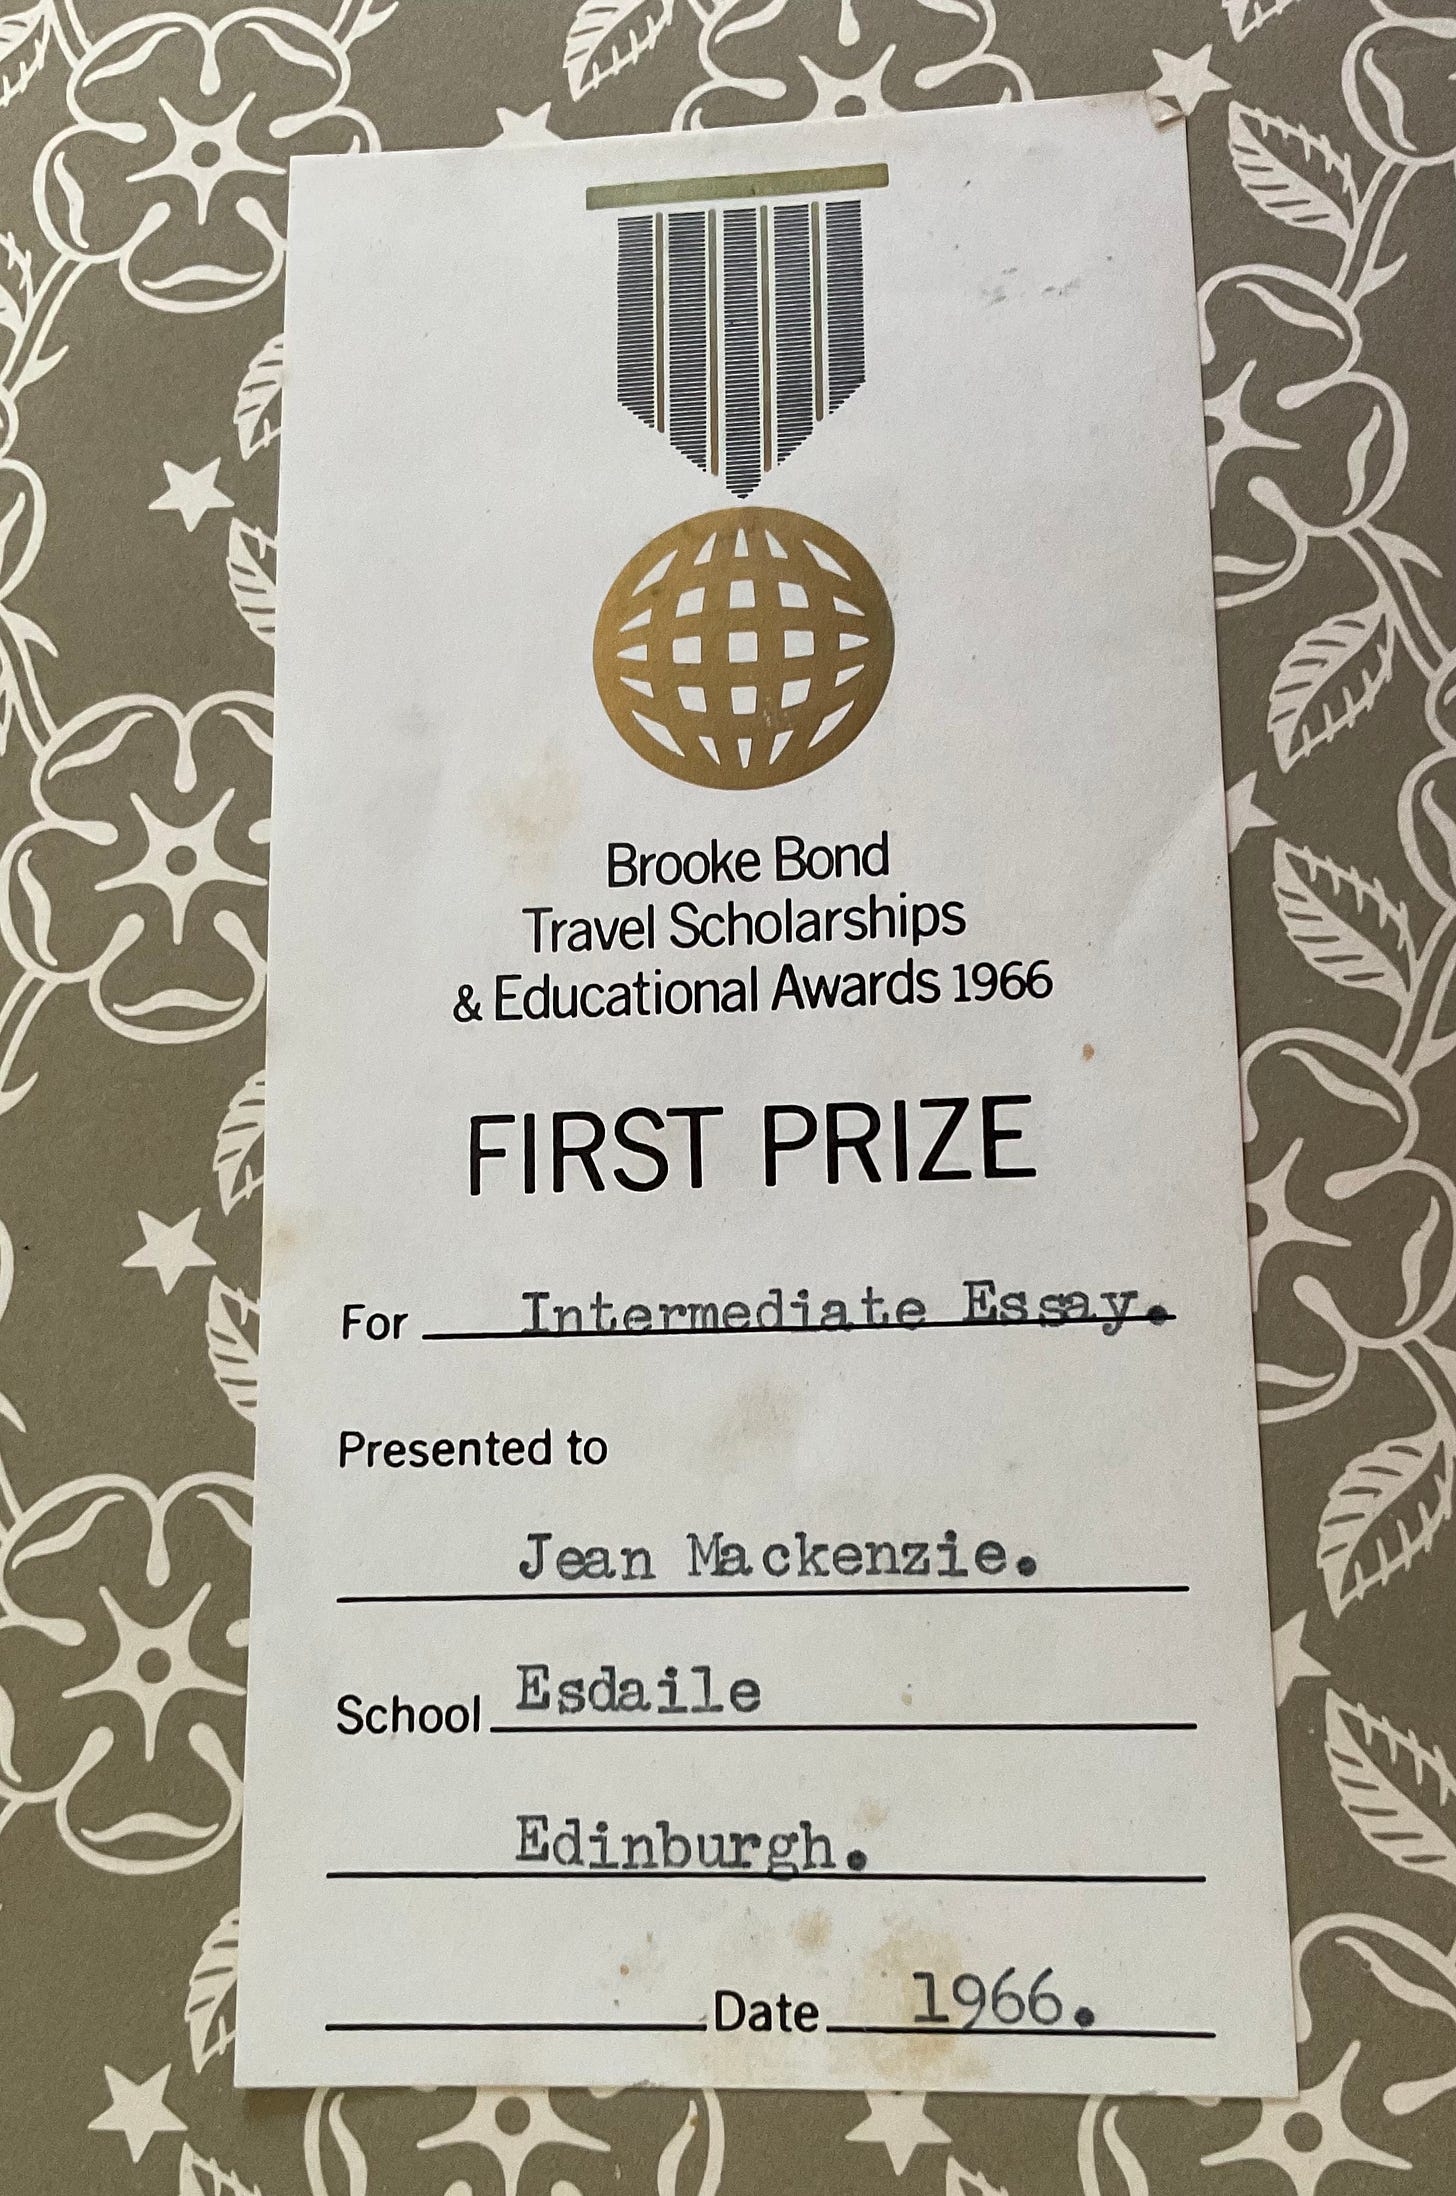 Brooke Bond
Travel Scholarships
& Educational Awards 1966
FIRST PRIZE
For Intermediate Essay.
Presented to
Jean Mackenzie.
School Esdaile
Edinburgh.
Date 1966.